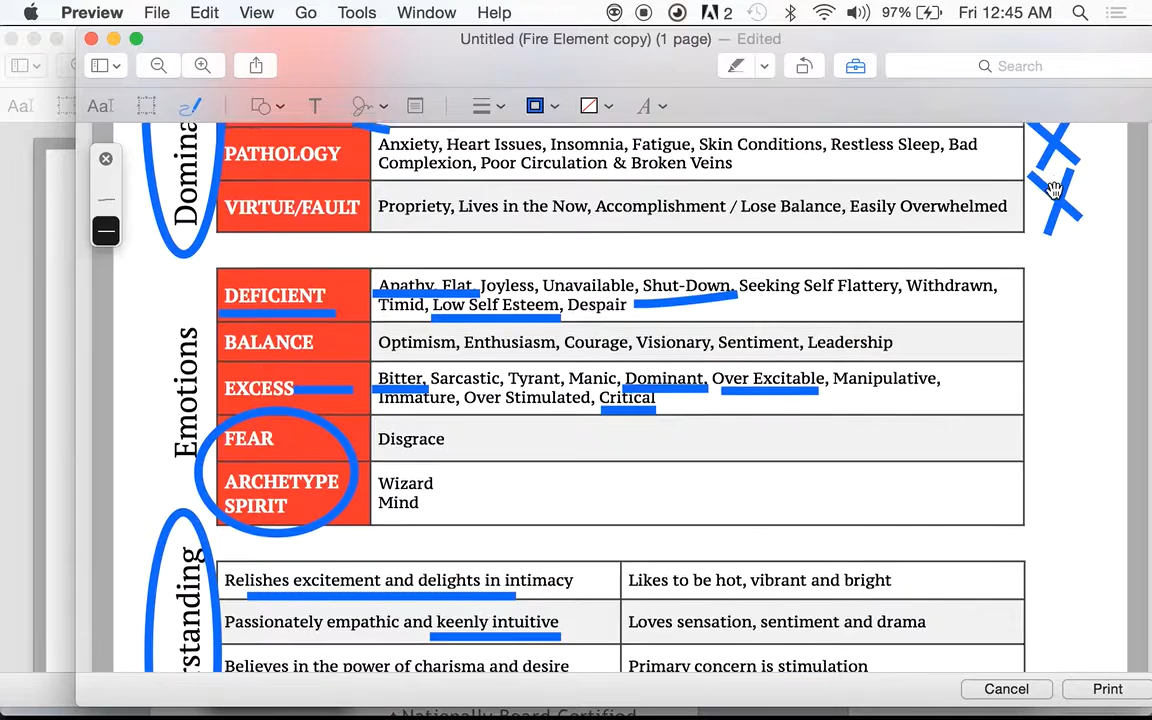 Preview File Edit View Go Tools Window Help 2 97% Fri 12:45 AM
Untitled (Fire Element copy) (1 page) — Edited
Search
AaI AaI T A
Domina
PATHOLOGY Anxiety, Heart Issues, Insomnia, Fatigue, Skin Conditions, Restless Sleep, Bad
Complexion, Poor Circulation & Broken Veins
VIRTUE/FAULT Propriety, Lives in the Now, Accomplishment / Lose Balance, Easily Overwhelmed
Emotions
DEFICIENT Apathy, Flat, Joyless, Unavailable, Shut-Down, Seeking Self Flattery, Withdrawn,
Timid, Low Self Esteem, Despair
BALANCE Optimism, Enthusiasm, Courage, Visionary, Sentiment, Leadership
EXCESS Bitter, Sarcastic, Tyrant, Manic, Dominant, Over Excitable, Manipulative,
Immature, Over Stimulated, Critical
FEAR Disgrace
ARCHETYPE Wizard
SPIRIT Mind
rstanding
Relishes excitement and delights in intimacy Likes to be hot, vibrant and bright
Passionately empathic and keenly intuitive Loves sensation, sentiment and drama
Believes in the power of charisma and desire Primary concern is stimulation
Cancel Print
Nationally Board Certified